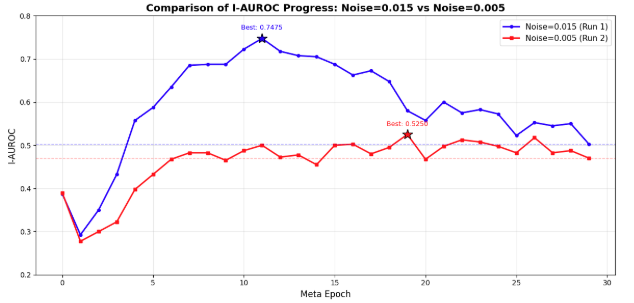 Comparison of I-AUROC Progress: Noise=0.015 vs Noise=0.005
0.8
0.7
0.6
0.5
0.4
0.3
0.2
I-AUROC
Best: 0.7475
Best: 0.5250
Noise=0.015 (Run 1)
Noise=0.005 (Run 2)
0 5 10 15 20 25 30
Meta Epoch